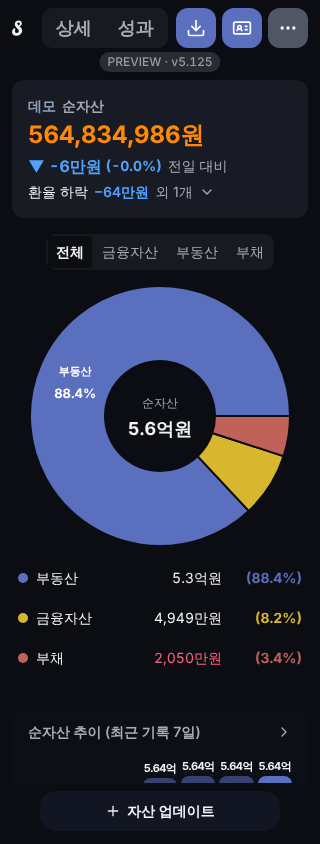 상세 성과
PREVIEW · v5.125
데모 순자산
564,834,986원
▼ -6만원 (-0.0%) 전일 대비
환율 하락 −64만원 외 1개
전체 금융자산 부동산 부채
부동산
88.4%
순자산
5.6억원
부동산 5.3억원 (88.4%)
금융자산 4,949만원 (8.2%)
부채 2,050만원 (3.4%)
순자산 추이 (최근 기록 7일)
5.64억 5.64억 5.64억 5.64억
+ 자산 업데이트